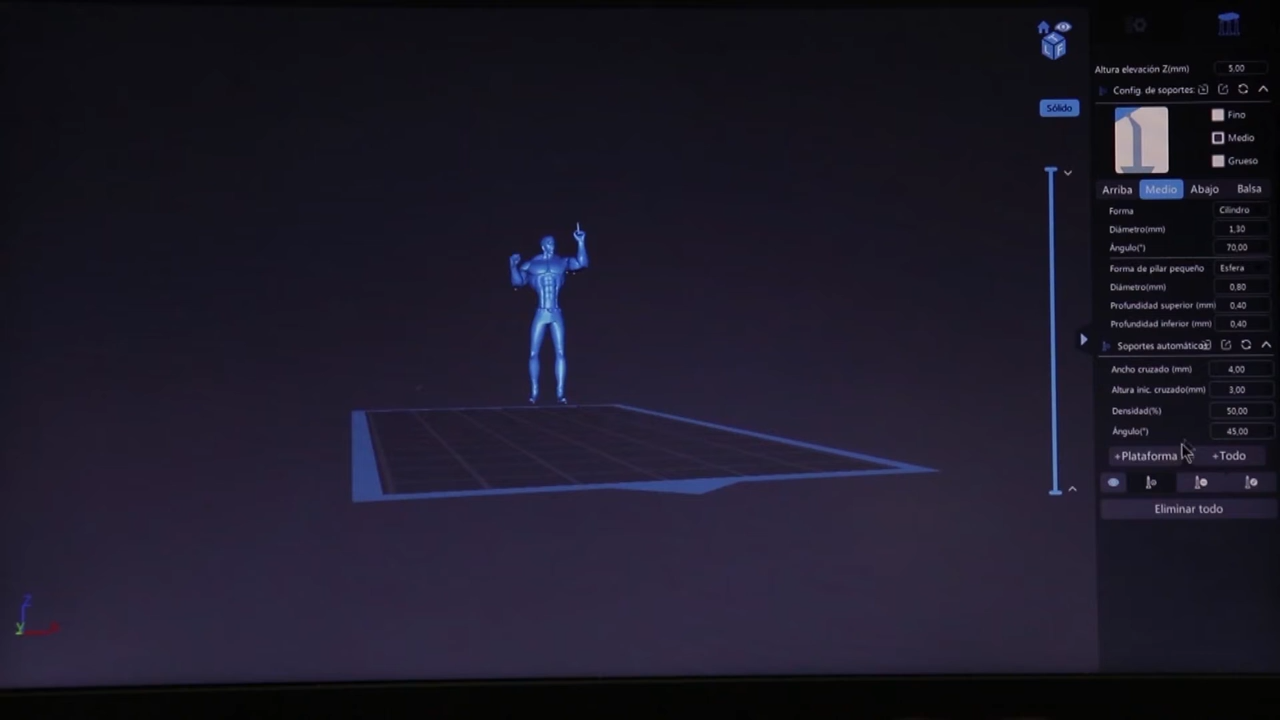 Sólido
Altura elevación Z(mm) 5,00
Config. de soportes:
Fino
Medio
Grueso
Arriba Medio Abajo Balsa
Forma Cilindro
Diámetro(mm) 1,30
Ángulo(°) 70,00
Forma de pilar pequeño Esfera
Diámetro(mm) 0,80
Profundidad superior (mm) 0,40
Profundidad inferior (mm) 0,40
Soportes automático
Ancho cruzado (mm) 4,00
Altura inic. cruzado(mm) 3,00
Densidad(%) 50,00
Ángulo(°) 45,00
+Plataforma +Todo
Eliminar todo
Z
Y
X